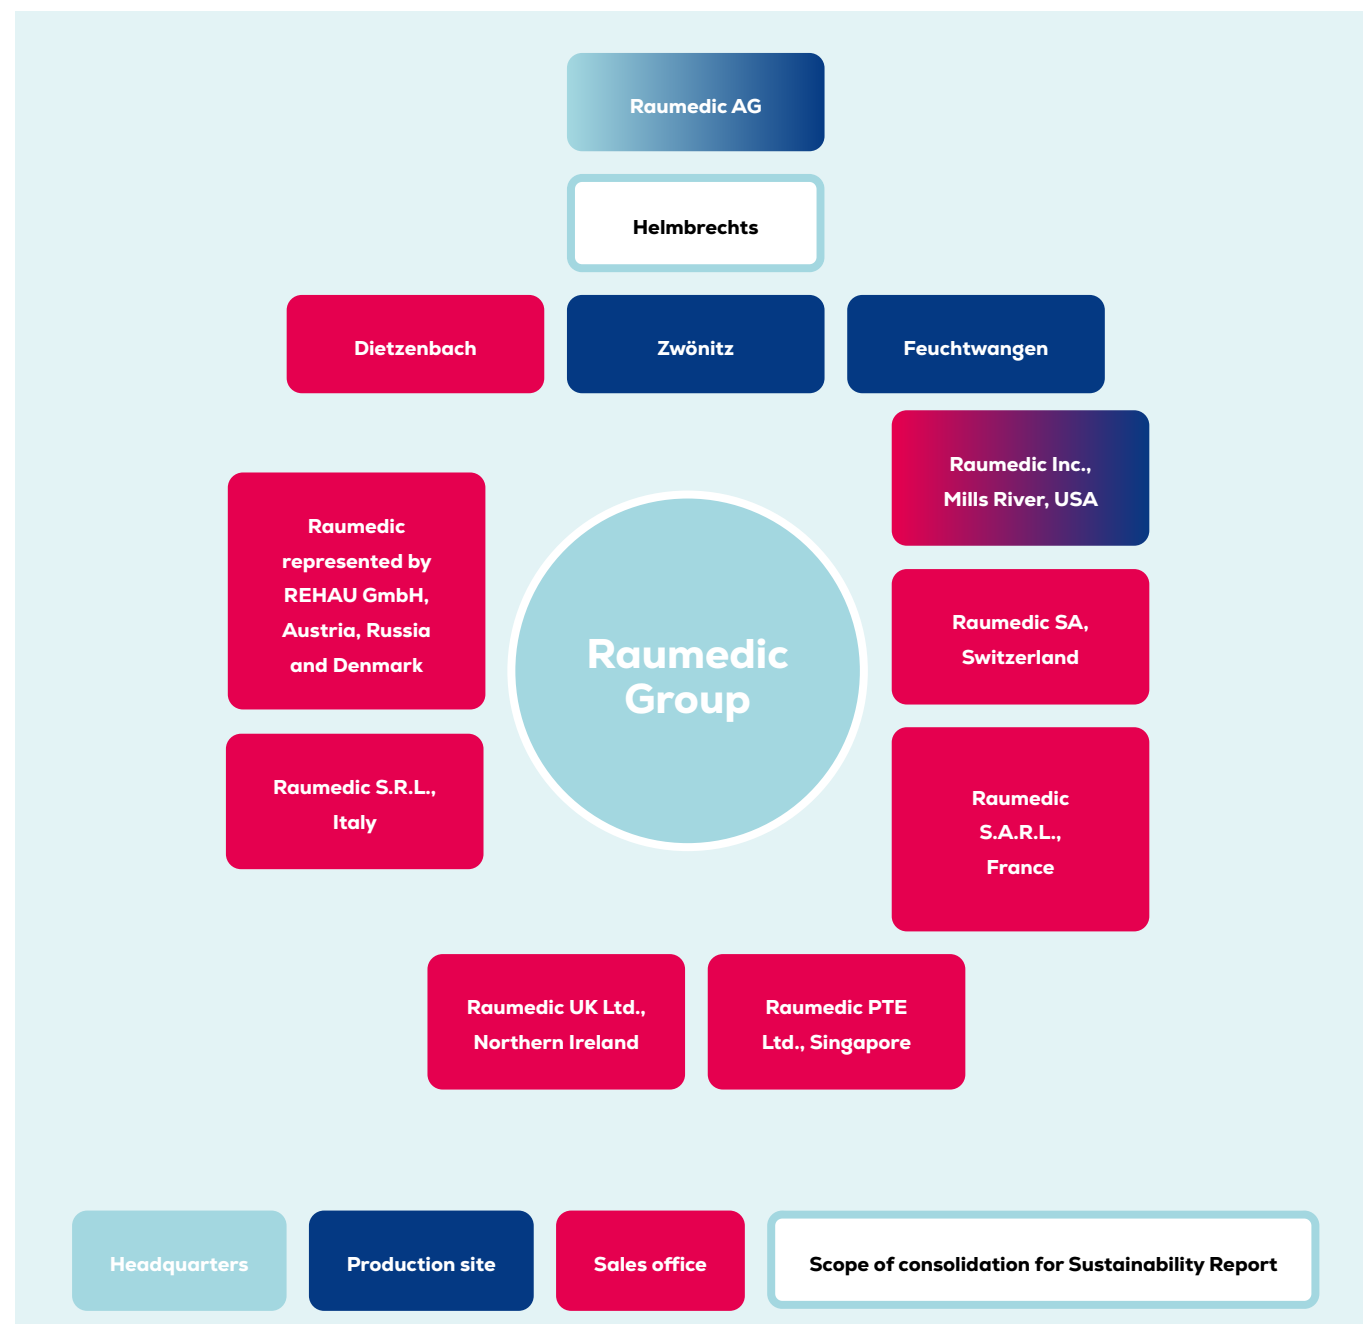 Raumedic AG
Helmbrechts
Dietzenbach
Zwönitz
Feuchtwangen
Raumedic Inc.,
Mills River, USA
Raumedic
represented by
REHAU GmbH,
Austria, Russia
and Denmark
Raumedic
Group
Raumedic SA,
Switzerland
Raumedic S.R.L.,
Italy
Raumedic
S.A.R.L.,
France
Raumedic UK Ltd.,
Northern Ireland
Raumedic PTE
Ltd., Singapore
Headquarters
Production site
Sales office
Scope of consolidation for Sustainability Report